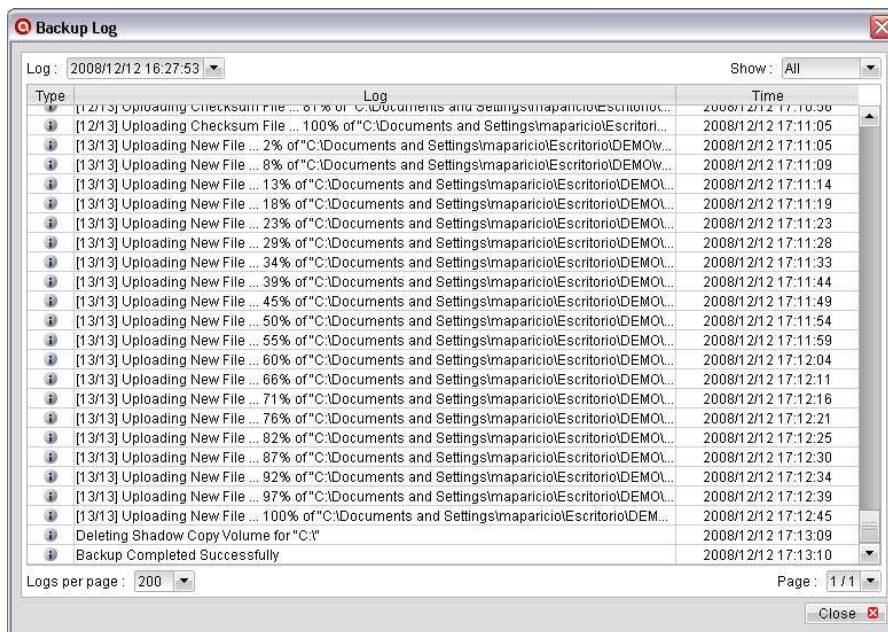 Backup Log
Log : 2008/12/12 16:27:53 Show : All
Type Log Time
[12/13] Uploading Checksum File ... 81% of "C:\Documents and Settings\maparicio\Escritorio\... 2008/12/12 17:10:56
[12/13] Uploading Checksum File ... 100% of "C:\Documents and Settings\maparicio\Escritori... 2008/12/12 17:11:05
[13/13] Uploading New File ... 2% of "C:\Documents and Settings\maparicio\Escritorio\DEMO\v... 2008/12/12 17:11:05
[13/13] Uploading New File ... 8% of "C:\Documents and Settings\maparicio\Escritorio\DEMO\v... 2008/12/12 17:11:09
[13/13] Uploading New File ... 13% of "C:\Documents and Settings\maparicio\Escritorio\DEMO\... 2008/12/12 17:11:14
[13/13] Uploading New File ... 18% of "C:\Documents and Settings\maparicio\Escritorio\DEMO\... 2008/12/12 17:11:19
[13/13] Uploading New File ... 23% of "C:\Documents and Settings\maparicio\Escritorio\DEMO\... 2008/12/12 17:11:23
[13/13] Uploading New File ... 29% of "C:\Documents and Settings\maparicio\Escritorio\DEMO\... 2008/12/12 17:11:28
[13/13] Uploading New File ... 34% of "C:\Documents and Settings\maparicio\Escritorio\DEMO\... 2008/12/12 17:11:33
[13/13] Uploading New File ... 39% of "C:\Documents and Settings\maparicio\Escritorio\DEMO\... 2008/12/12 17:11:44
[13/13] Uploading New File ... 45% of "C:\Documents and Settings\maparicio\Escritorio\DEMO\... 2008/12/12 17:11:49
[13/13] Uploading New File ... 50% of "C:\Documents and Settings\maparicio\Escritorio\DEMO\... 2008/12/12 17:11:54
[13/13] Uploading New File ... 55% of "C:\Documents and Settings\maparicio\Escritorio\DEMO\... 2008/12/12 17:11:59
[13/13] Uploading New File ... 60% of "C:\Documents and Settings\maparicio\Escritorio\DEMO\... 2008/12/12 17:12:04
[13/13] Uploading New File ... 66% of "C:\Documents and Settings\maparicio\Escritorio\DEMO\... 2008/12/12 17:12:11
[13/13] Uploading New File ... 71% of "C:\Documents and Settings\maparicio\Escritorio\DEMO\... 2008/12/12 17:12:16
[13/13] Uploading New File ... 76% of "C:\Documents and Settings\maparicio\Escritorio\DEMO\... 2008/12/12 17:12:21
[13/13] Uploading New File ... 82% of "C:\Documents and Settings\maparicio\Escritorio\DEMO\... 2008/12/12 17:12:25
[13/13] Uploading New File ... 87% of "C:\Documents and Settings\maparicio\Escritorio\DEMO\... 2008/12/12 17:12:30
[13/13] Uploading New File ... 92% of "C:\Documents and Settings\maparicio\Escritorio\DEMO\... 2008/12/12 17:12:34
[13/13] Uploading New File ... 97% of "C:\Documents and Settings\maparicio\Escritorio\DEMO\... 2008/12/12 17:12:39
[13/13] Uploading New File ... 100% of "C:\Documents and Settings\maparicio\Escritorio\DEM... 2008/12/12 17:12:45
Deleting Shadow Copy Volume for "C:\" 2008/12/12 17:13:09
Backup Completed Successfully 2008/12/12 17:13:10
Logs per page : 200 Page : 1 / 1
Close